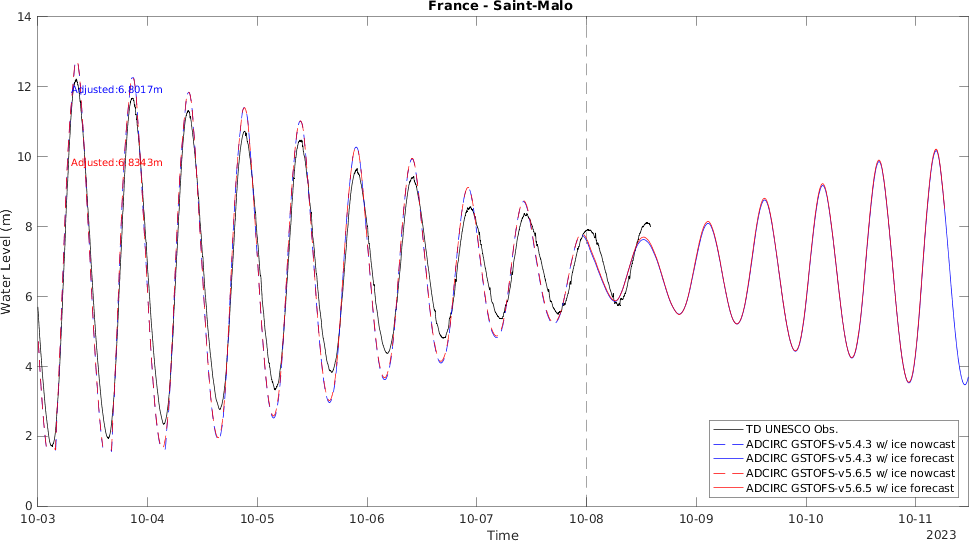 France - Saint-Malo
14
12
10
8
6
4
2
0
Water Level (m)
Adjusted:6.8017m
Adjusted:6.8343m
TD UNESCO Obs.
ADCIRC GSTOFS-v5.4.3 w/ ice nowcast
ADCIRC GSTOFS-v5.4.3 w/ ice forecast
ADCIRC GSTOFS-v5.6.5 w/ ice nowcast
ADCIRC GSTOFS-v5.6.5 w/ ice forecast
10-03 10-04 10-05 10-06 10-07 10-08 10-09 10-10 10-11
Time
2023